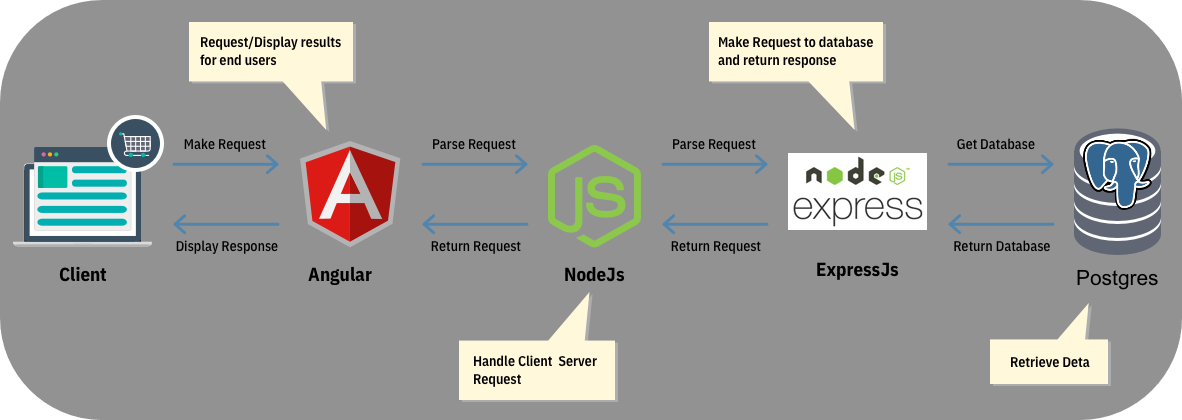 Request/Display results
for end users
Make Request to database
and return response
Make Request
Parse Request
Parse Request
Get Database
A
JS
node JS
express
Display Response
Return Request
Return Request
Return Database
Client
Angular
NodeJs
ExpressJs
Postgres
Handle Client Server
Request
Retrieve Deta